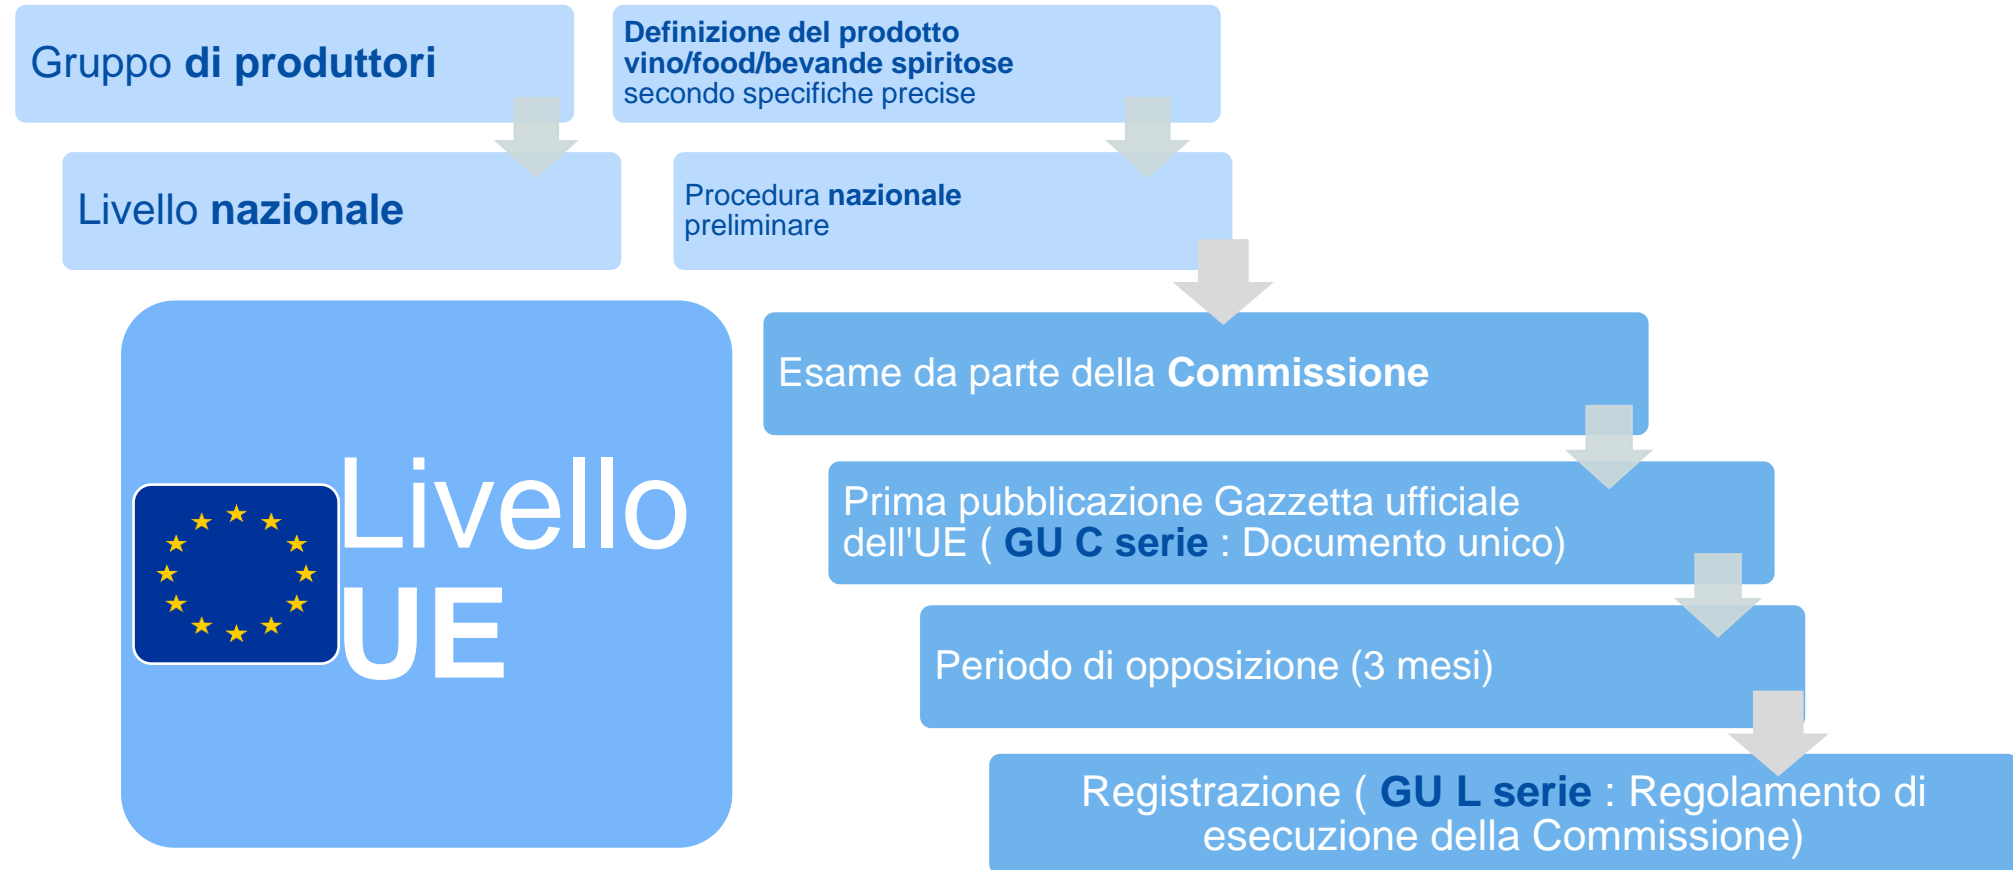 Gruppo di produttori
Definizione del prodotto
vino/food/bevande spiritose
secondo specifiche precise
Livello nazionale
Procedura nazionale
preliminare
Livello
UE
Esame da parte della Commissione
Prima pubblicazione Gazzetta ufficiale
dell'UE ( GU C serie : Documento unico)
Periodo di opposizione (3 mesi)
Registrazione ( GU L serie : Regolamento di
esecuzione della Commissione)